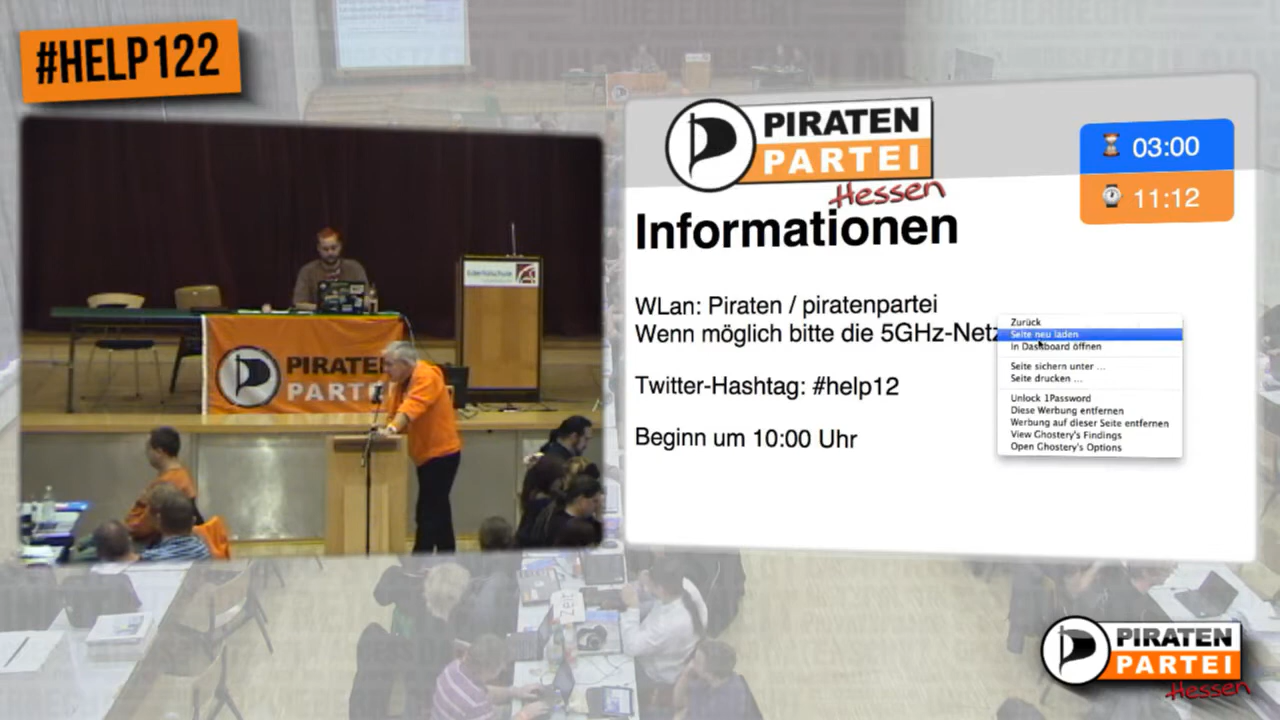 #HELP122
PIRATEN
PARTEI
Hessen
03:00
11:12
Informationen
WLan: Piraten / piratenpartei
Wenn möglich bitte die 5GHz-Netz
Twitter-Hashtag: #help12
Beginn um 10:00 Uhr
Zurück
Seite neu laden
In Dashboard öffnen
Seite sichern unter ...
Seite drucken ...
Unlock 1Password
Diese Werbung entfernen
Werbung auf dieser Seite entfernen
View Ghostery's Findings
Open Ghostery's Options
PIRATEN
PARTEI
Zeit
PIRATEN
PARTEI
Hessen